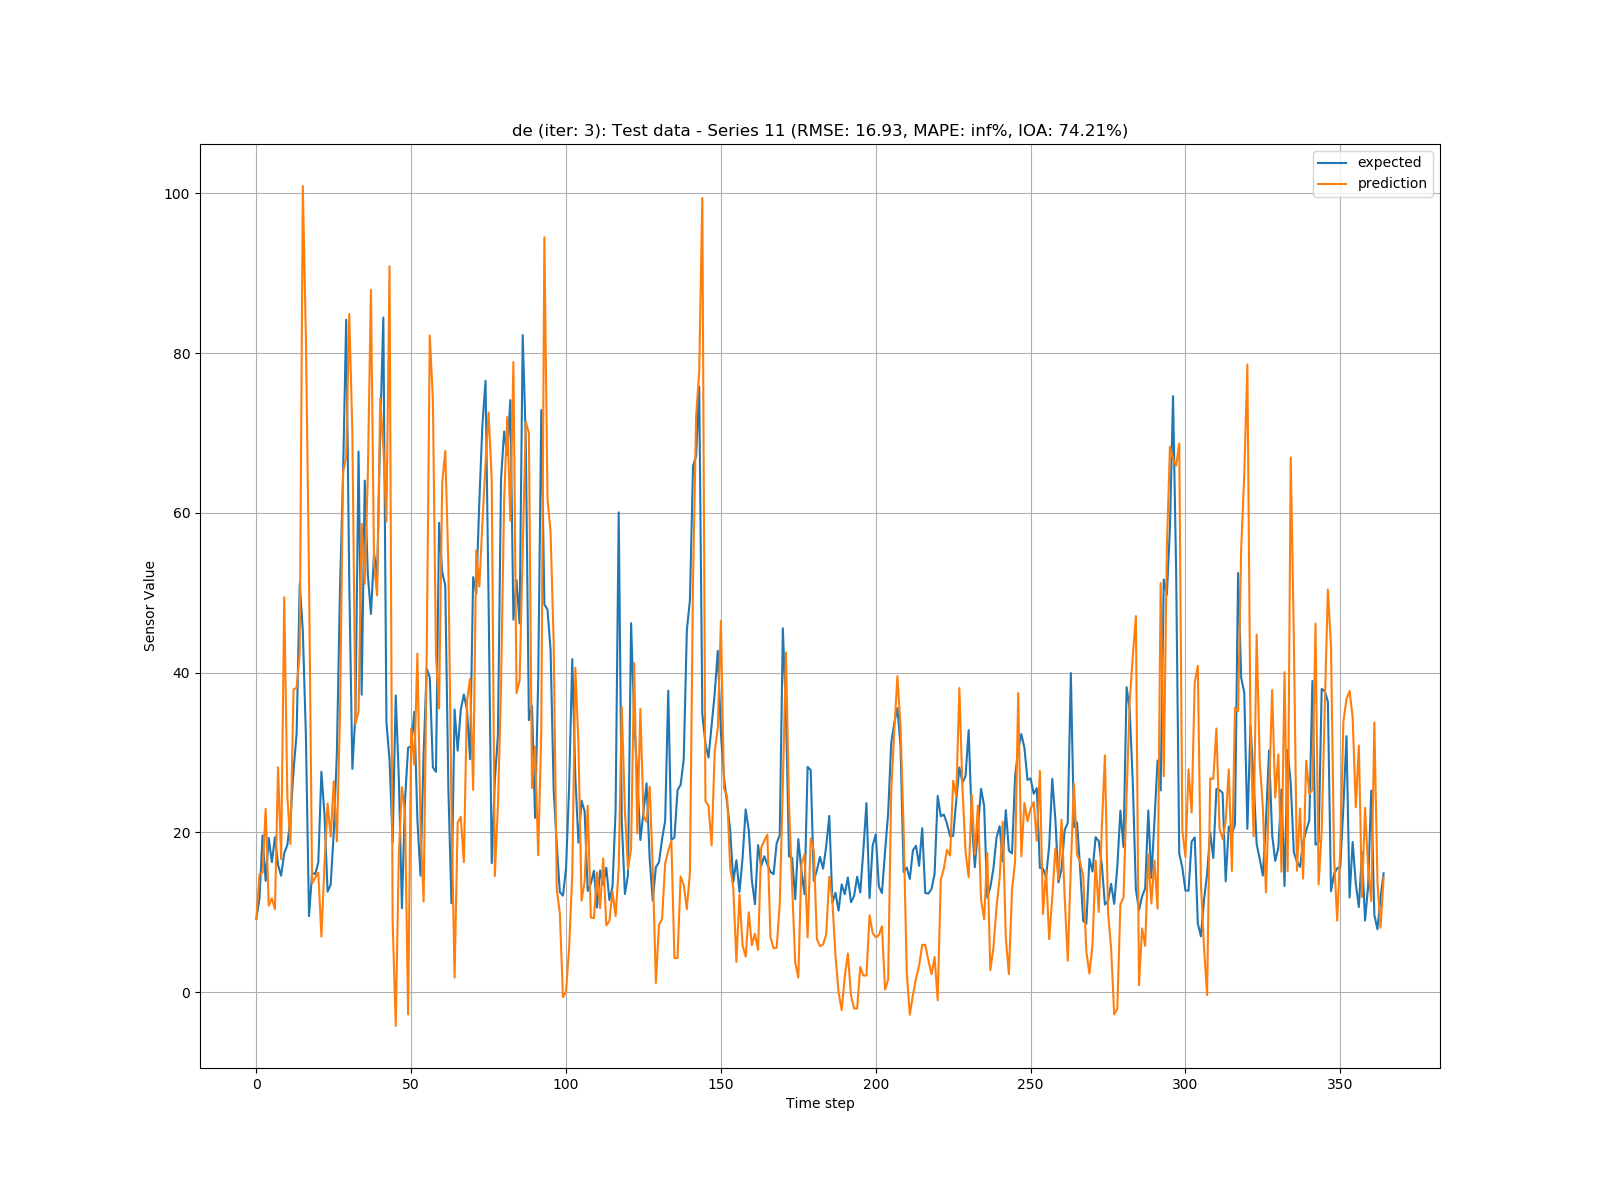 de (iter: 3): Test data - Series 11 (RMSE: 16.93, MAPE: inf%, IOA: 74.21%)
expected
prediction
100
80
60
40
20
0
Sensor Value
0 50 100 150 200 250 300 350
Time step